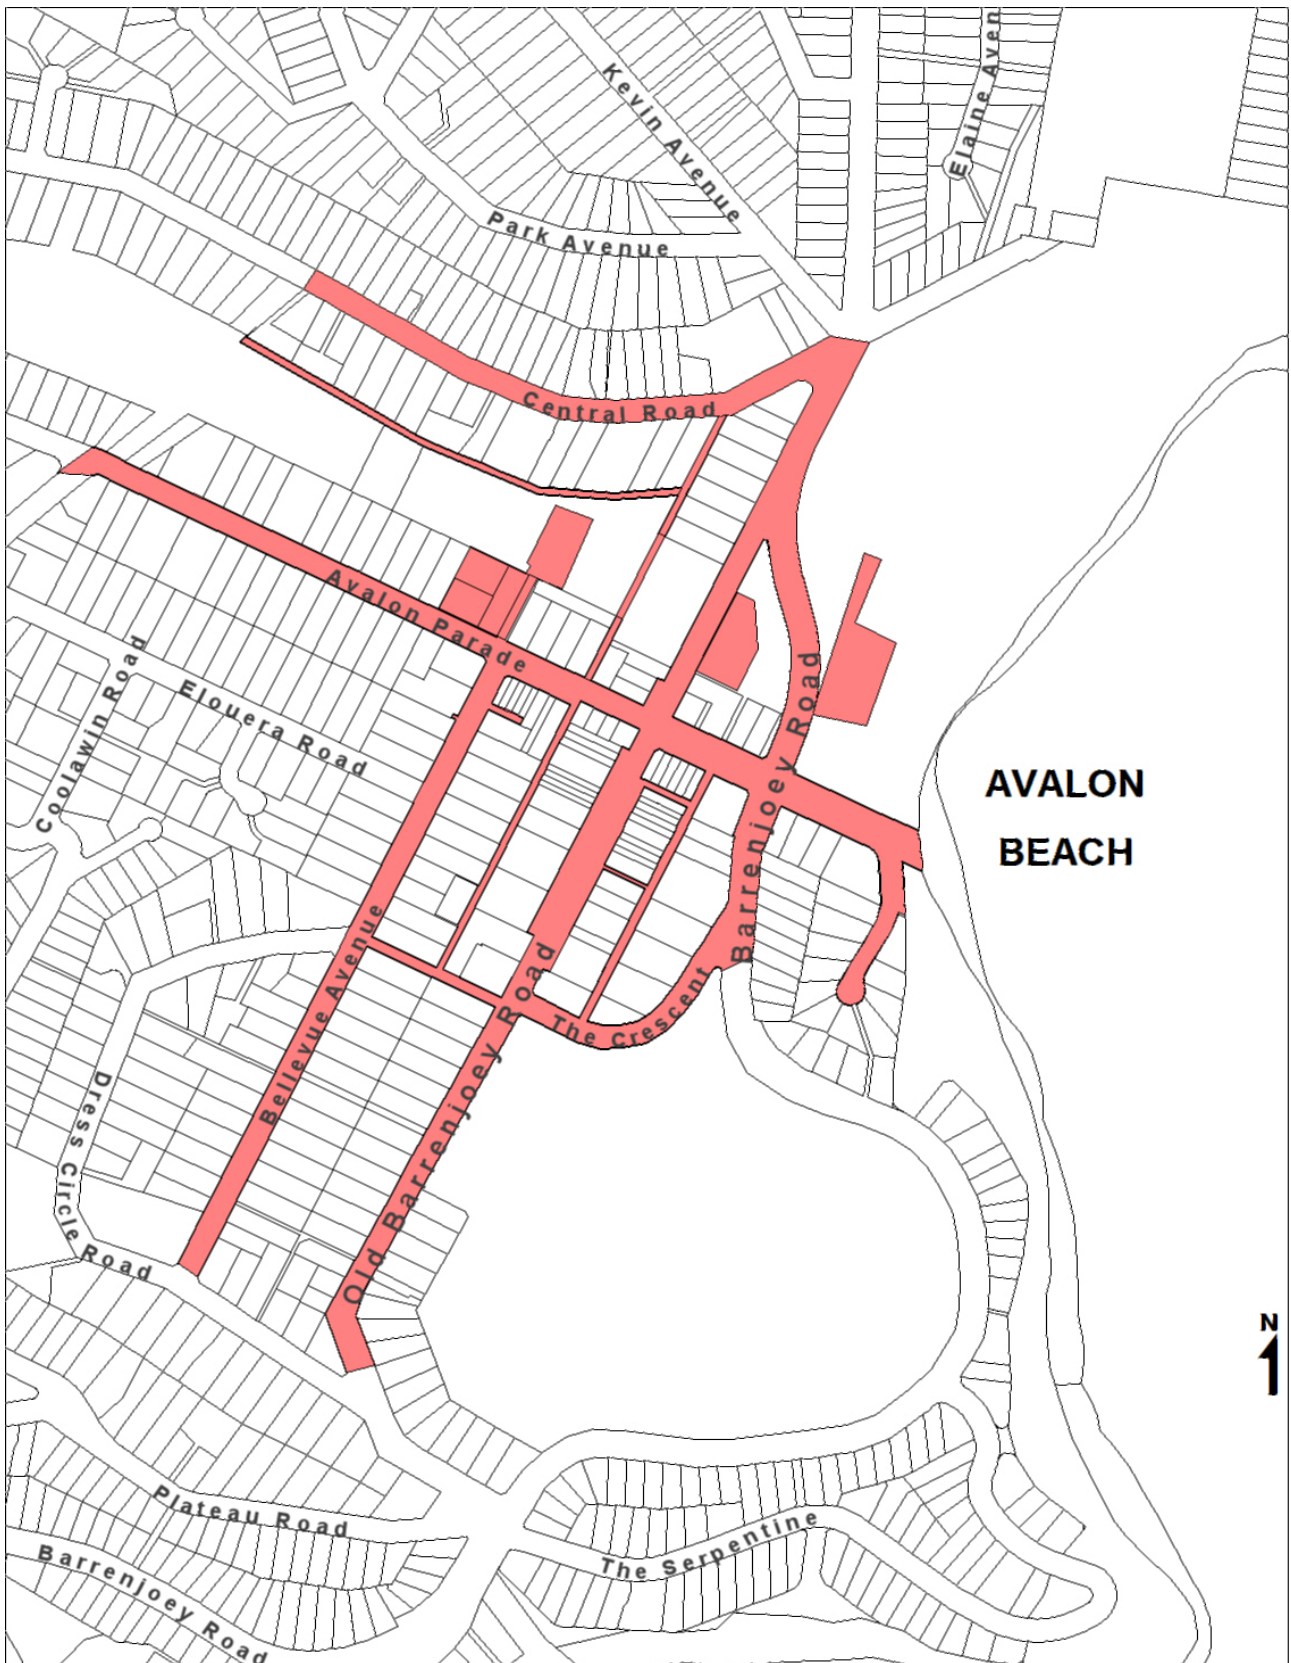 Elaine Aven
Kevin Avenue
Park Avenue
Central Road
Avalon Parade
Coolawin Road
Elouera Road
Barrenjoey Road
AVALON
BEACH
Bellevue Avenue
Old Barrenjoey Road
The Crescent
Dress Circle Road
N
Plateau Road
The Serpentine
Barrenjoey Road